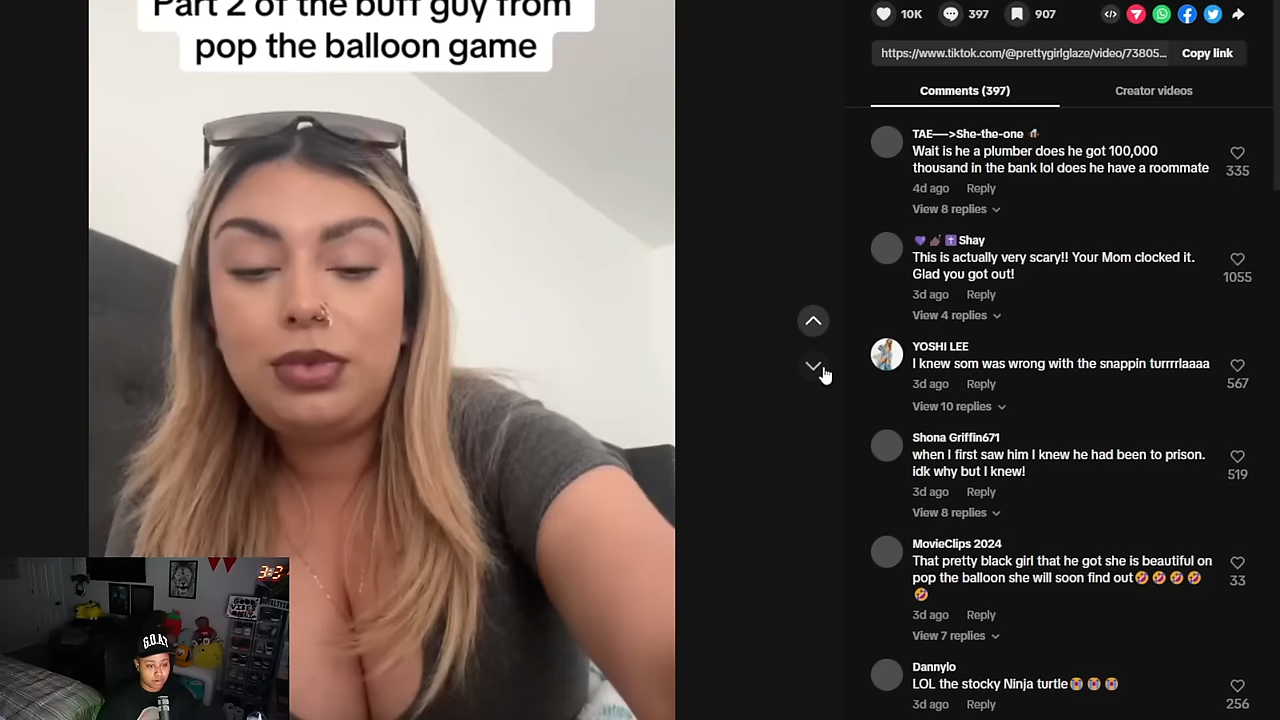 Part 2 of the buff guy from
pop the balloon game
10K
397
907
https://www.tiktok.com/@prettygirlglaze/video/73805...
Copy link
Comments (397)
Creator videos
TAE—->She-the-one
Wait is he a plumber does he got 100,000
thousand in the bank lol does he have a roommate
335
4d ago Reply
View 8 replies
Shay
This is actually very scary!! Your Mom clocked it.
Glad you got out!
1055
3d ago Reply
View 4 replies
YOSHI LEE
I knew som was wrong with the snappin turrrrlaaaa
567
3d ago Reply
View 10 replies
Shona Griffin671
when I first saw him I knew he had been to prison.
idk why but I knew!
519
3d ago Reply
View 8 replies
MovieClips 2024
That pretty black girl that he got she is beautiful on
pop the balloon she will soon find out🤣🤣🤣🤣
🤣
33
3d ago Reply
View 7 replies
Dannylo
LOL the stocky Ninja turtle😭😭😭
256
3d ago Reply
GOOD
VIBES
ONLY
G.O.A.T